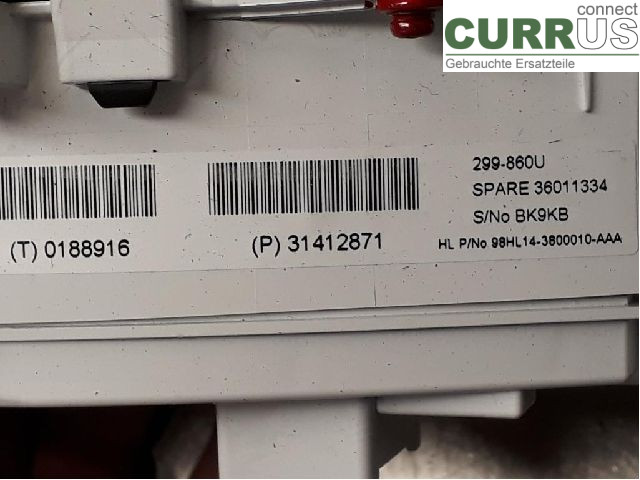 connect
CURRUS
Gebrauchte Ersatzteile
299-860U
SPARE 36011334
S/No BK9KB
HL P/No 98HL14-3800010-AAA
(T) 0188916
(P) 31412871